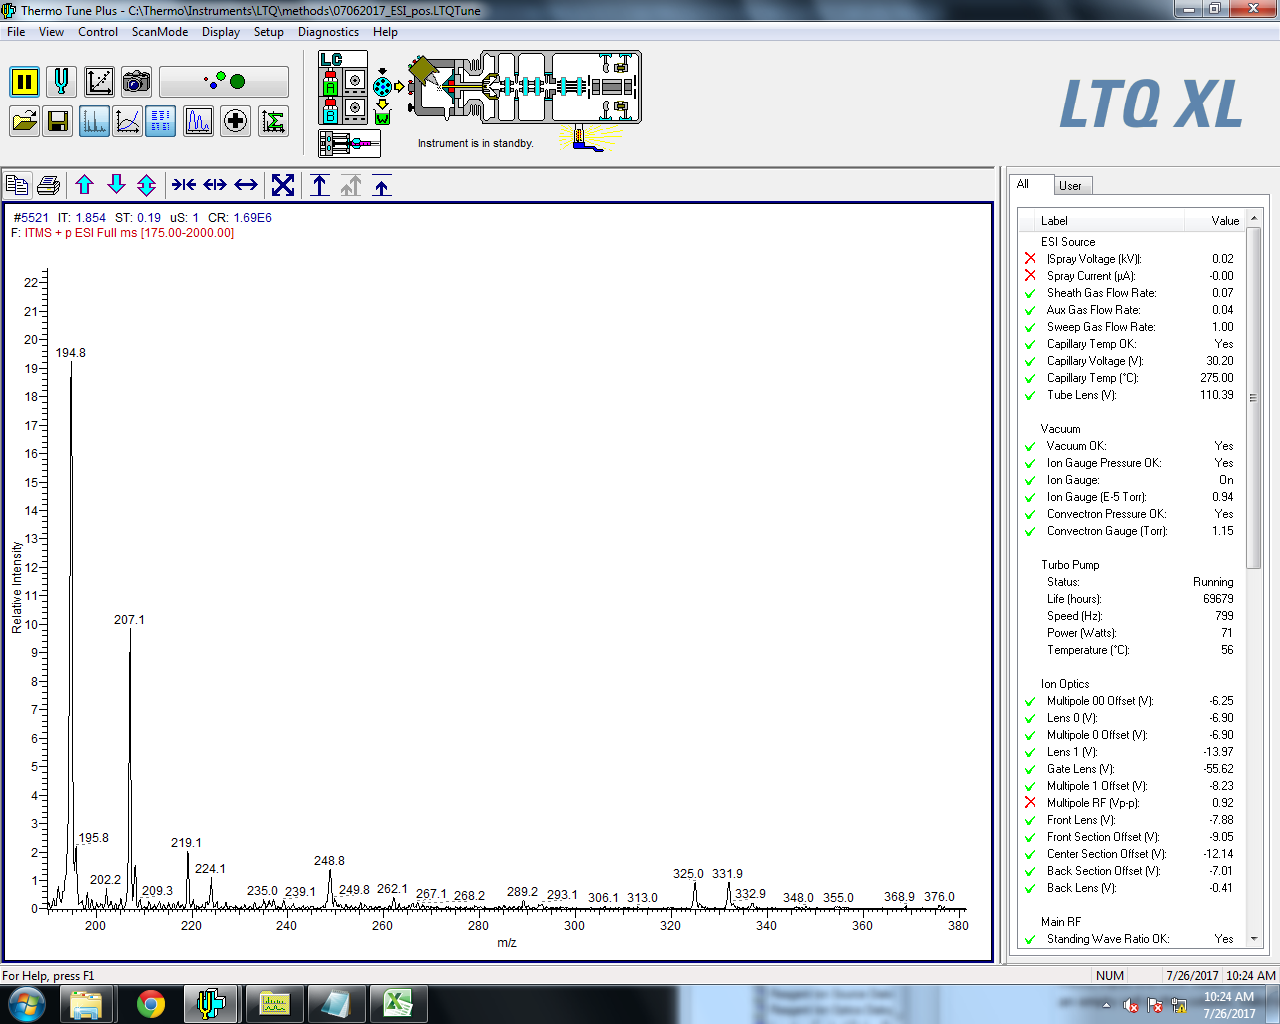 Thermo Tune Plus - C:\Thermo\Instruments\LTQ\methods\07062017_ESI_pos.LTQTune
File View Control ScanMode Display Setup Diagnostics Help
LC
A
B
Instrument is in standby.
LTQ XL
#5521 IT: 1.854 ST: 0.19 uS: 1 CR: 1.69E6
F: ITMS + p ESI Full ms [175.00-2000.00]
Relative Intensity
22
21
20
19
18
17
16
15
14
13
12
11
10
9
8
7
6
5
4
3
2
1
0
194.8
207.1
195.8
219.1
202.2
224.1
209.3
235.0
239.1
248.8
249.8
262.1
267.1
268.2
289.2
293.1
306.1
313.0
325.0
331.9
332.9
348.0
355.0
368.9
376.0
200 220 240 260 280 300 320 340 360 380
m/z
All User
Label Value
ESI Source
|Spray Voltage (kV)|: 0.02
Spray Current (µA): -0.00
Sheath Gas Flow Rate: 0.07
Aux Gas Flow Rate: 0.04
Sweep Gas Flow Rate: 1.00
Capillary Temp OK: Yes
Capillary Voltage (V): 30.20
Capillary Temp (°C): 275.00
Tube Lens (V): 110.39
Vacuum
Vacuum OK: Yes
Ion Gauge Pressure OK: Yes
Ion Gauge: On
Ion Gauge (E-5 Torr): 0.94
Convectron Pressure OK: Yes
Convectron Gauge (Torr): 1.15
Turbo Pump
Status: Running
Life (hours): 69679
Speed (Hz): 799
Power (Watts): 71
Temperature (°C): 56
Ion Optics
Multipole 00 Offset (V): -6.25
Lens 0 (V): -6.90
Multipole 0 Offset (V): -6.90
Lens 1 (V): -13.97
Gate Lens (V): -55.62
Multipole 1 Offset (V): -8.23
Multipole RF (Vp-p): 0.92
Front Lens (V): -7.88
Front Section Offset (V): -9.05
Center Section Offset (V): -12.14
Back Section Offset (V): -7.01
Back Lens (V): -0.41
Main RF
Standing Wave Ratio OK: Yes
For Help, press F1
NUM 7/26/2017 10:24 AM
10:24 AM
7/26/2017